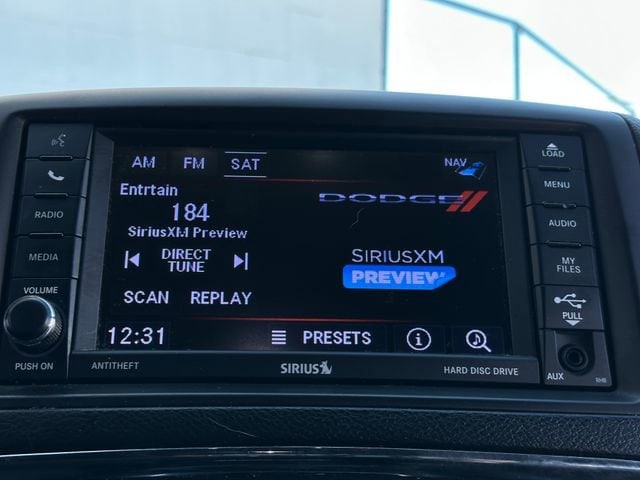 AM FM SAT NAV
Entrtain
184
SiriusXM Preview
DIRECT
TUNE
SCAN REPLAY
DODGE
SIRIUSXM
PREVIEW
12:31 PRESETS
RADIO
MEDIA
VOLUME
PUSH ON
LOAD
MENU
AUDIO
MY
FILES
PULL
AUX RHB
ANTITHEFT SIRIUS HARD DISC DRIVE